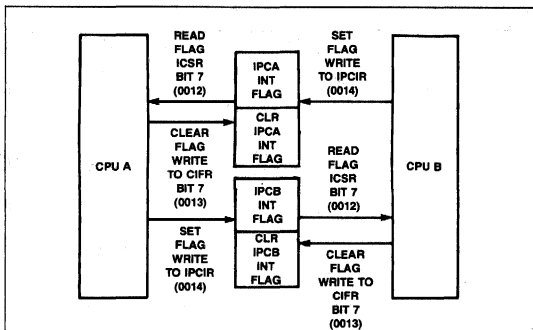 READ
FLAG
ICSR
BIT 7
(0012)
SET
FLAG
WRITE
TO IPCIR
(0014)
IPCA
INT
FLAG
CLR
IPCA
INT
FLAG
CPU A
CLEAR
FLAG
WRITE
TO CIFR
BIT 7
(0013)
READ
FLAG
ICSR
BIT 7
(0012)
CPU B
IPCB
INT
FLAG
CLR
IPCB
INT
FLAG
SET
FLAG
WRITE
TO IPCIR
(0014)
CLEAR
FLAG
WRITE TO
CIFR
BIT 7
(0013)